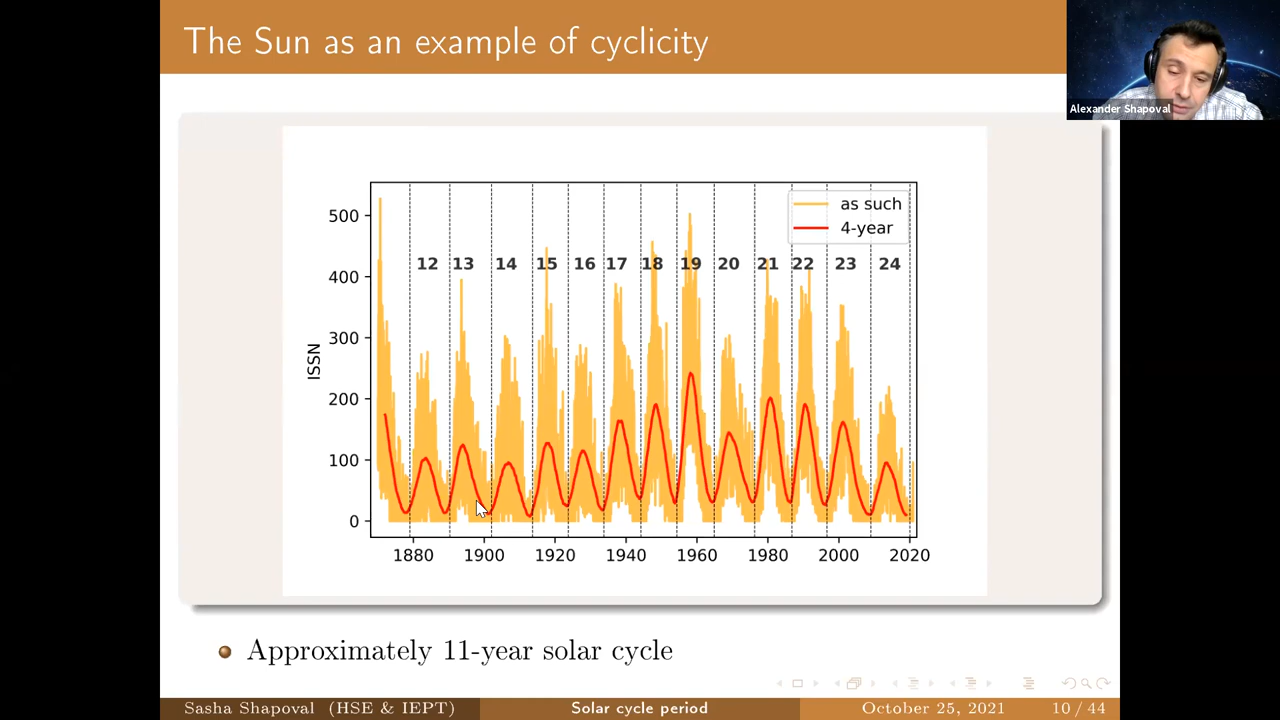 The Sun as an example of cyclicity
Alexander Shapoval
as such
4-year
500
400
300
200
100
0
ISSN
12 13 14 15 16 17 18 19 20 21 22 23 24
1880 1900 1920 1940 1960 1980 2000 2020
Approximately 11-year solar cycle
Sasha Shapoval (HSE & IEPT) Solar cycle period October 25, 2021 10 / 44